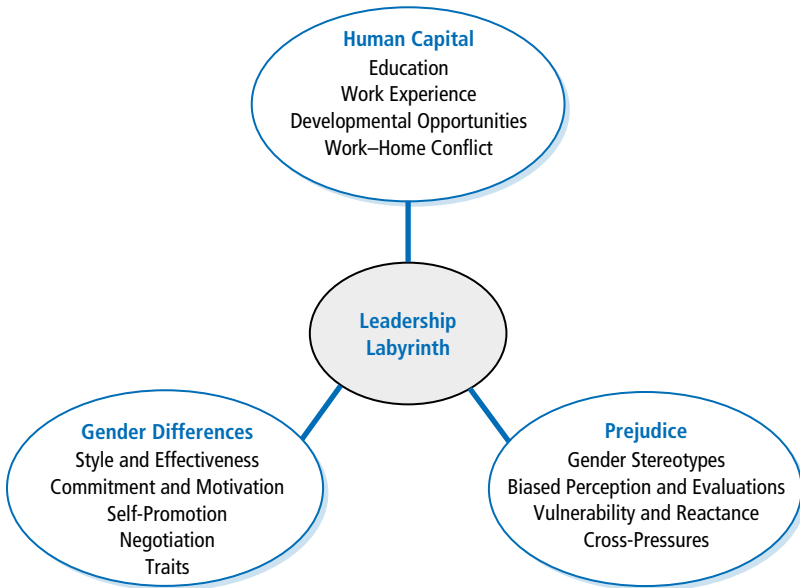 Human Capital
Education
Work Experience
Developmental Opportunities
Work–Home Conflict
Leadership
Labyrinth
Gender Differences
Style and Effectiveness
Commitment and Motivation
Self-Promotion
Negotiation
Traits
Prejudice
Gender Stereotypes
Biased Perception and Evaluations
Vulnerability and Reactance
Cross-Pressures